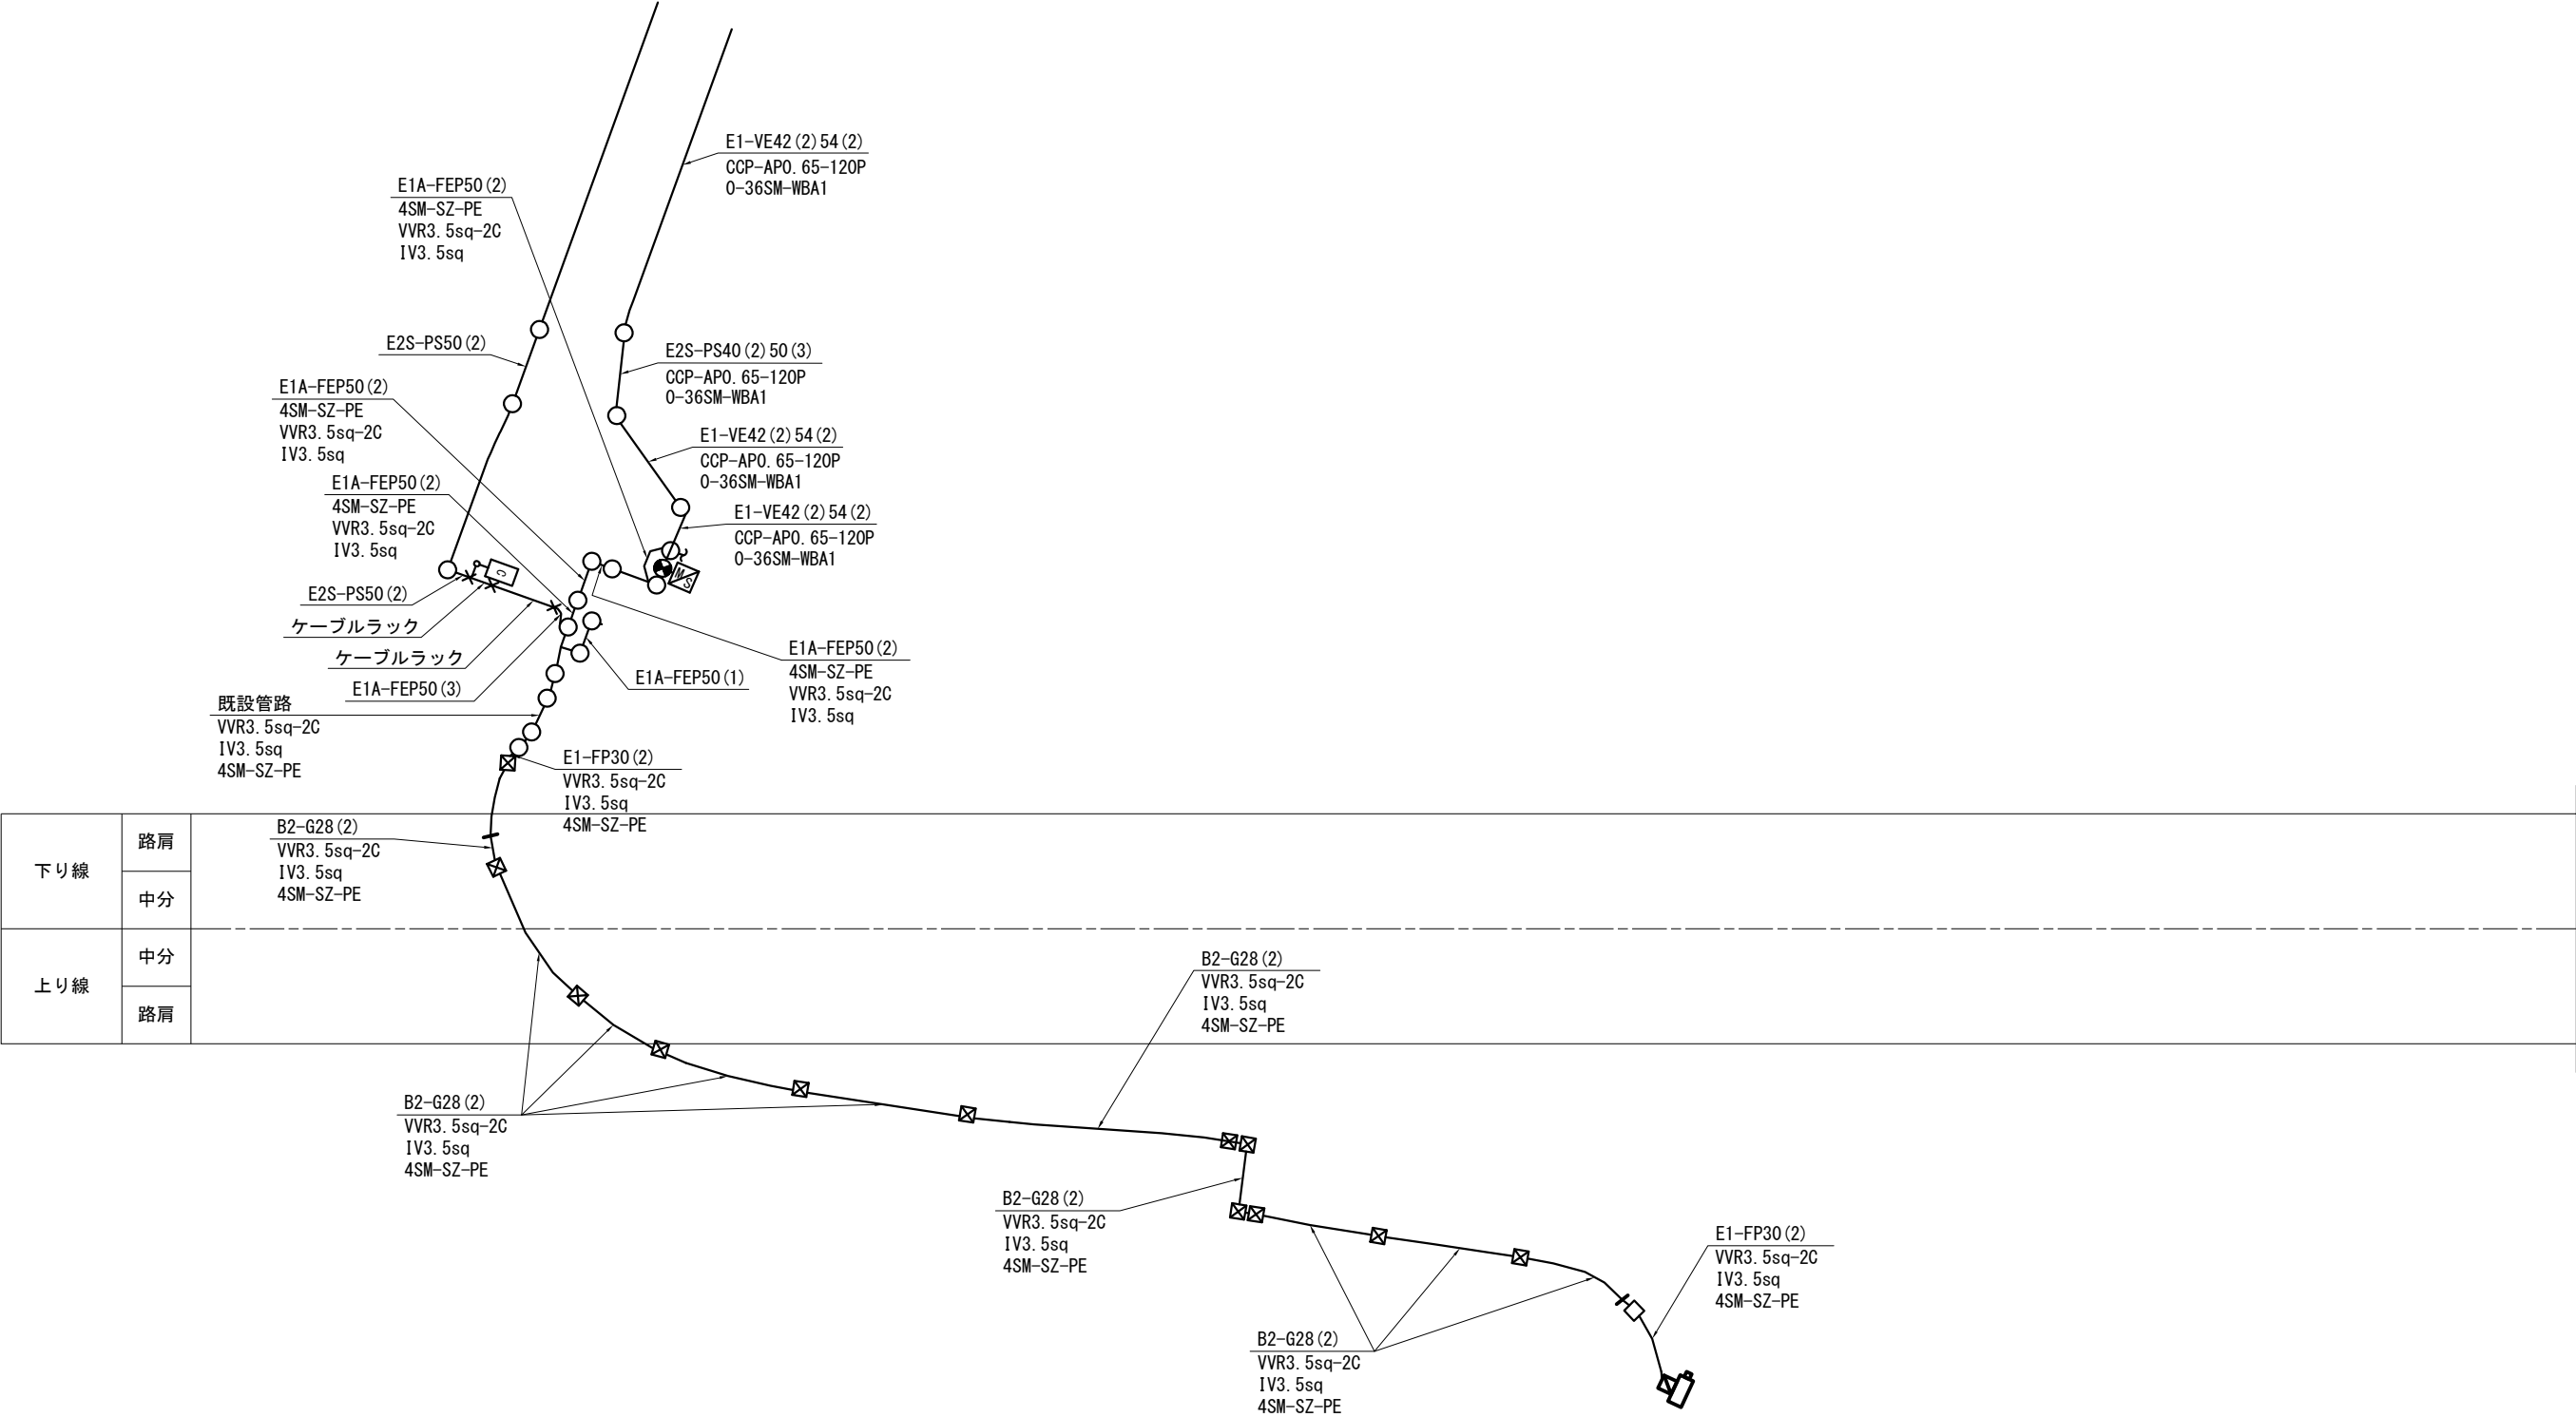 E1-VE42(2)54(2)
CCP-AP0.65-120P
0-36SM-WBA1
E1A-FEP50(2)
4SM-SZ-PE
VVR3.5sq-2C
IV3.5sq
E2S-PS50(2)
E2S-PS40(2)50(3)
CCP-AP0.65-120P
0-36SM-WBA1
E1A-FEP50(2)
4SM-SZ-PE
VVR3.5sq-2C
IV3.5sq
E1-VE42(2)54(2)
CCP-AP0.65-120P
0-36SM-WBA1
E1A-FEP50(2)
4SM-SZ-PE
VVR3.5sq-2C
IV3.5sq
E1-VE42(2)54(2)
CCP-AP0.65-120P
0-36SM-WBA1
C
M/S
E2S-PS50(2)
ケーブルラック
ケーブルラック
E1A-FEP50(3)
E1A-FEP50(1)
E1A-FEP50(2)
4SM-SZ-PE
VVR3.5sq-2C
IV3.5sq
既設管路
VVR3.5sq-2C
IV3.5sq
4SM-SZ-PE
E1-FP30(2)
VVR3.5sq-2C
IV3.5sq
4SM-SZ-PE
下り線
路肩
中分
B2-G28(2)
VVR3.5sq-2C
IV3.5sq
4SM-SZ-PE
上り線
中分
路肩
B2-G28(2)
VVR3.5sq-2C
IV3.5sq
4SM-SZ-PE
B2-G28(2)
VVR3.5sq-2C
IV3.5sq
4SM-SZ-PE
B2-G28(2)
VVR3.5sq-2C
IV3.5sq
4SM-SZ-PE
E1-FP30(2)
VVR3.5sq-2C
IV3.5sq
4SM-SZ-PE
B2-G28(2)
VVR3.5sq-2C
IV3.5sq
4SM-SZ-PE